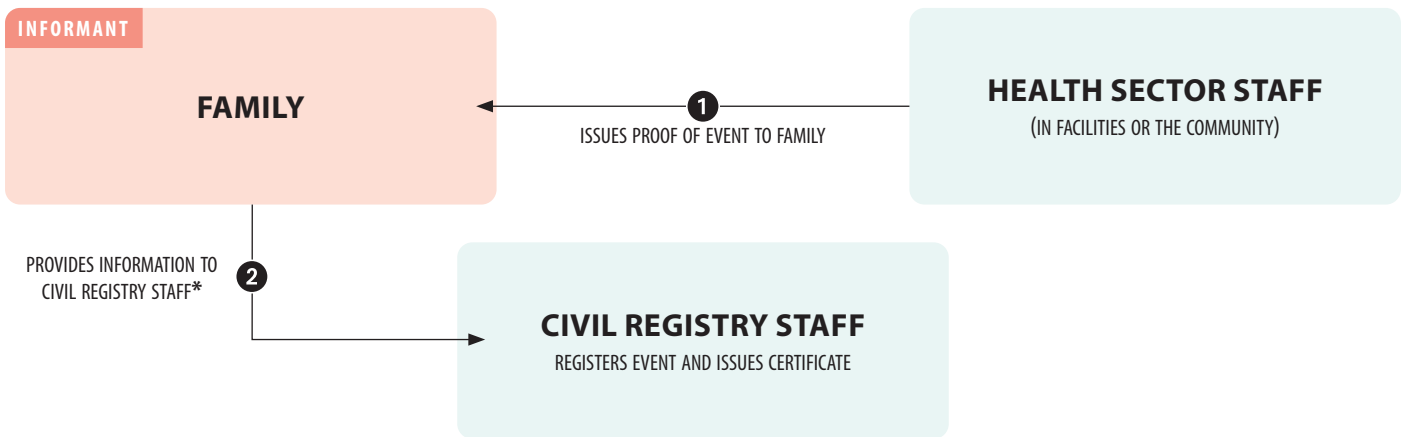 INFORMANT
FAMILY
1
ISSUES PROOF OF EVENT TO FAMILY
HEALTH SECTOR STAFF
(IN FACILITIES OR THE COMMUNITY)
PROVIDES INFORMATION TO
CIVIL REGISTRY STAFF*
2
CIVIL REGISTRY STAFF
REGISTERS EVENT AND ISSUES CERTIFICATE